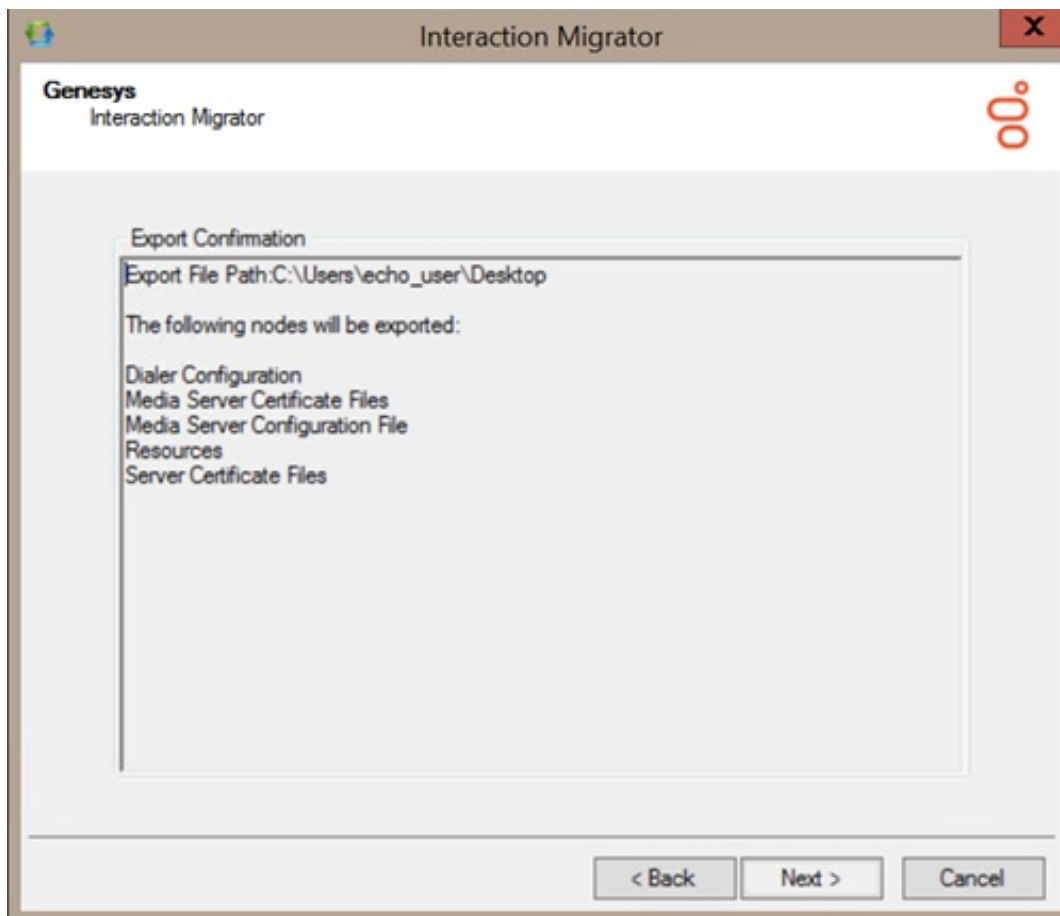 Interaction Migrator
X
Genesys
Interaction Migrator
Export Confirmation
Export File Path:C:\Users\echo_user\Desktop
The following nodes will be exported:
Dialer Configuration
Media Server Certificate Files
Media Server Configuration File
Resources
Server Certificate Files
< Back
Next >
Cancel